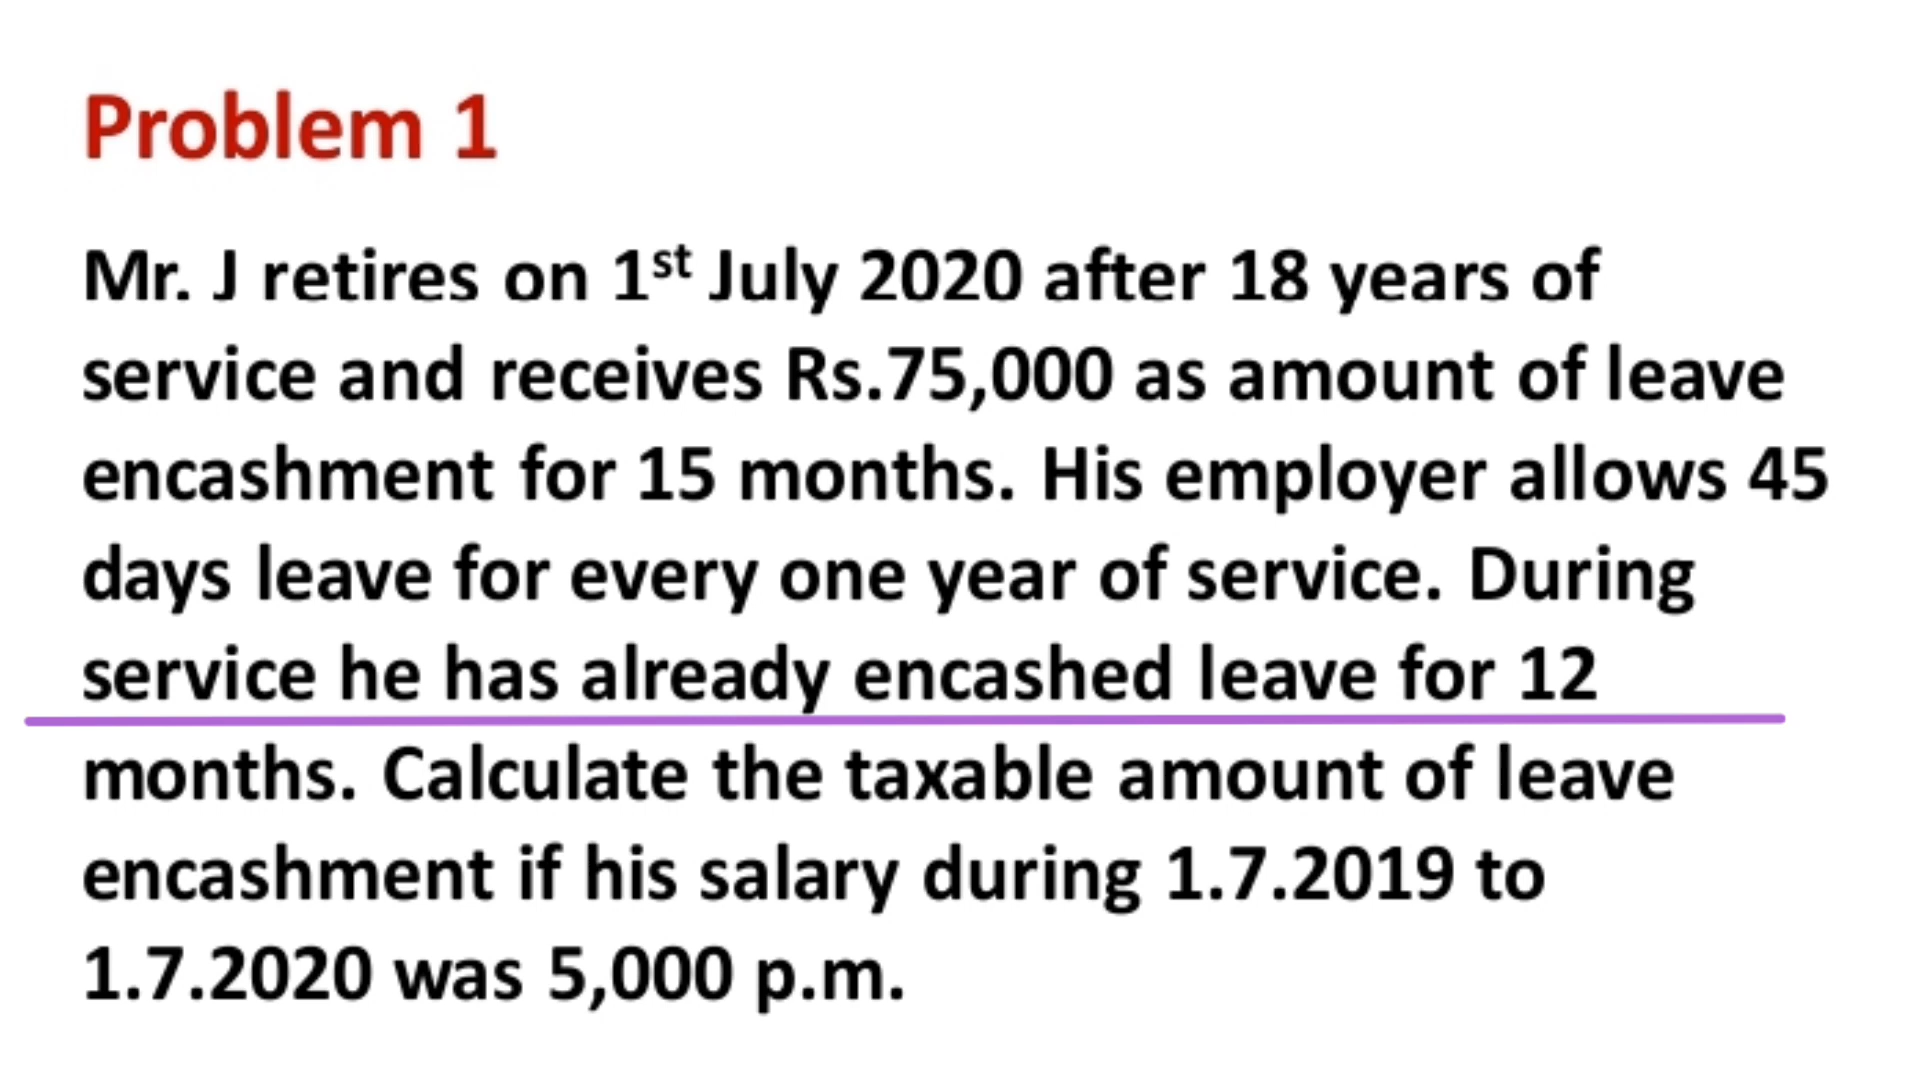 Problem 1
Mr. J retires on 1st July 2020 after 18 years of
service and receives Rs.75,000 as amount of leave
encashment for 15 months. His employer allows 45
days leave for every one year of service. During
service he has already encashed leave for 12
months. Calculate the taxable amount of leave
encashment if his salary during 1.7.2019 to
1.7.2020 was 5,000 p.m.